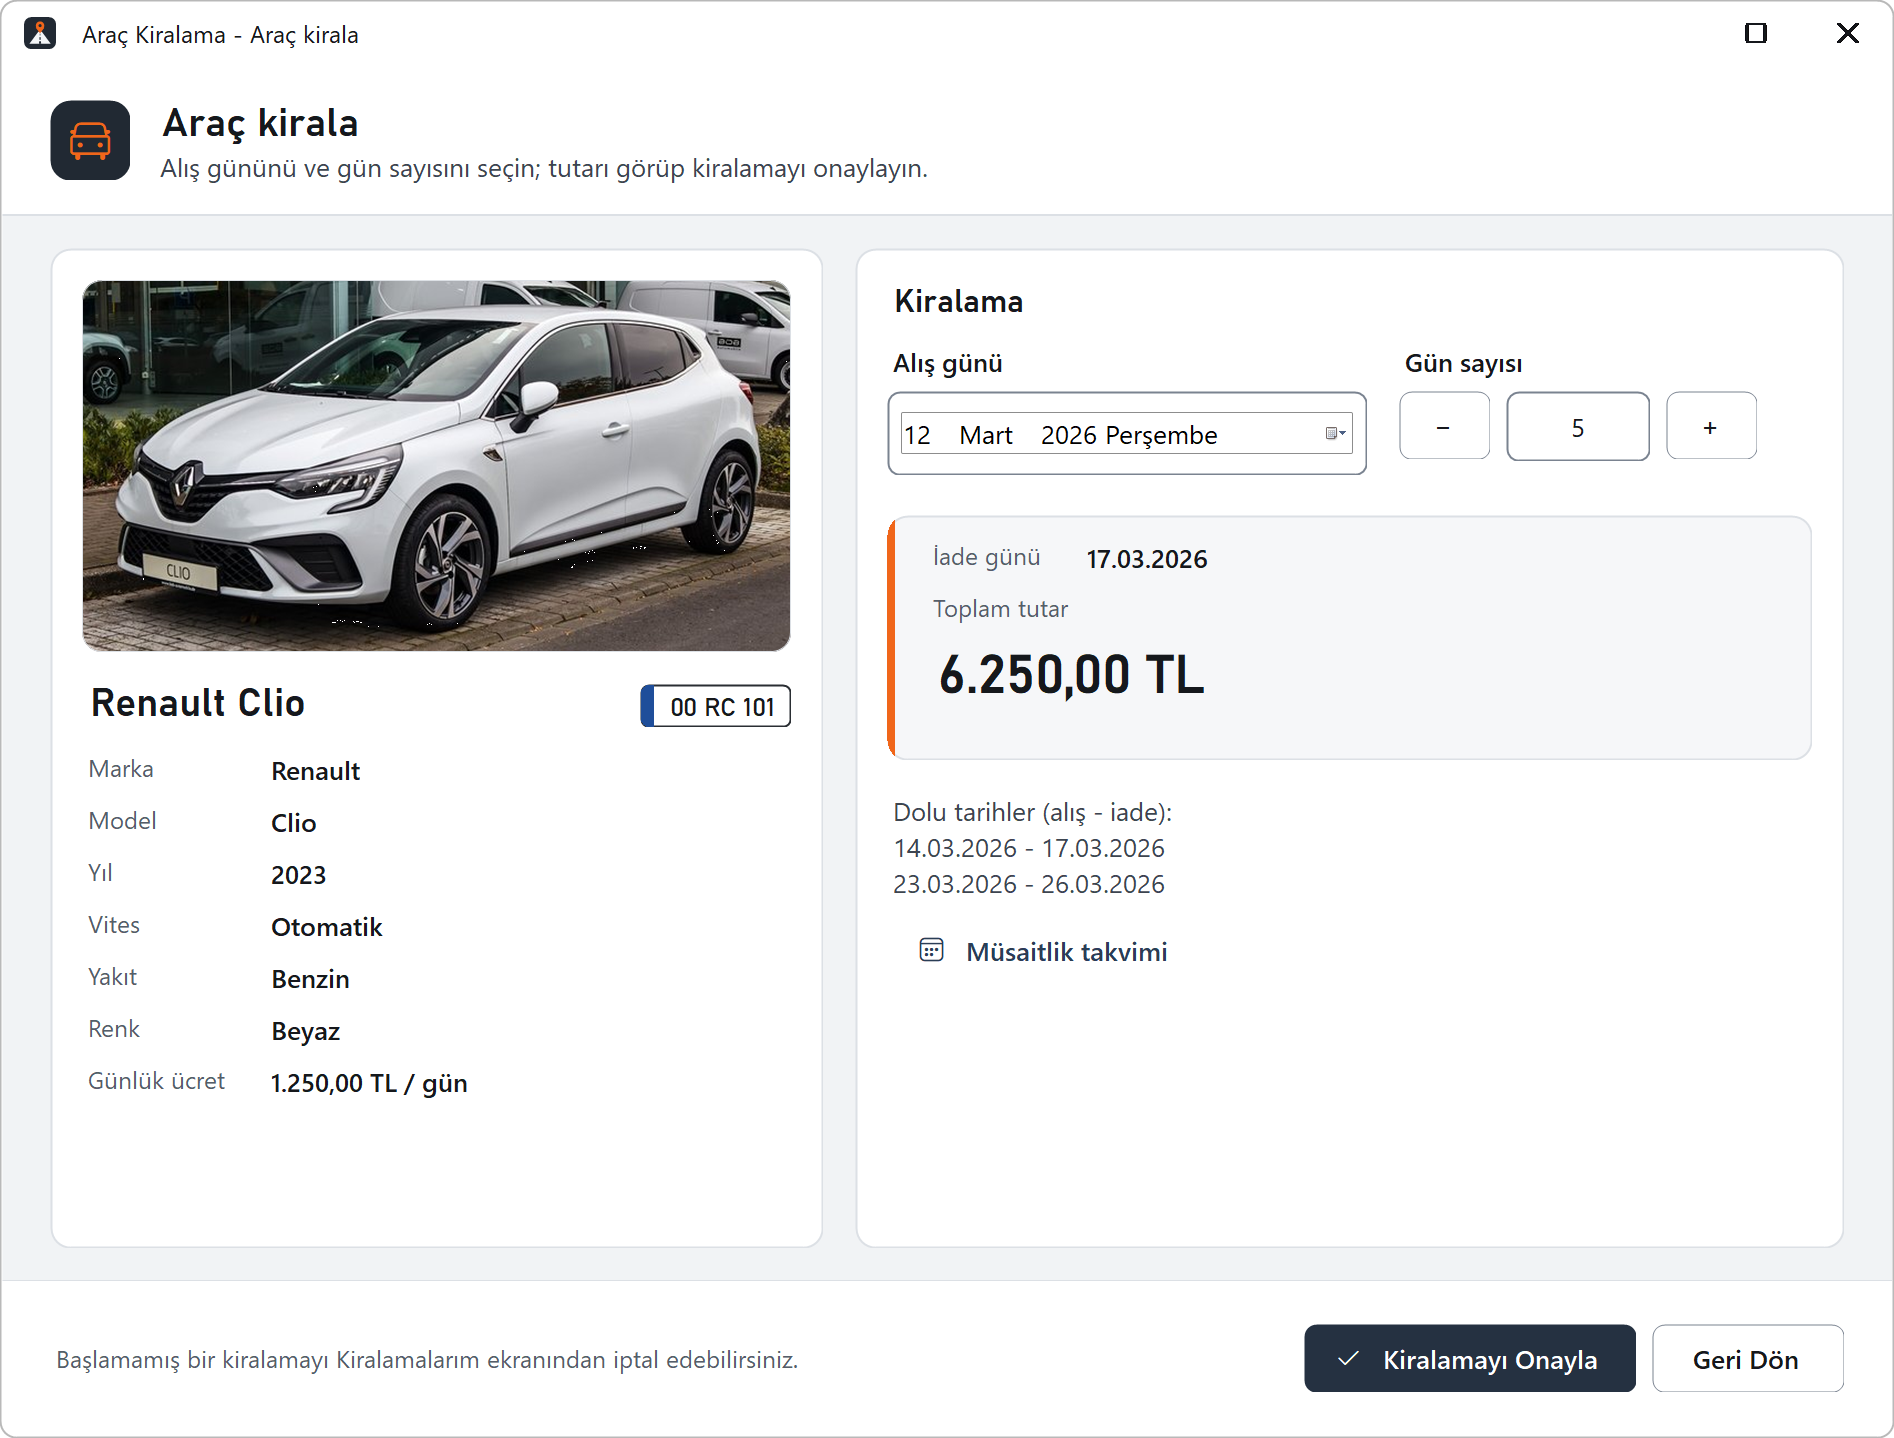 Araç Kiralama - Araç kirala
Araç kirala
Alış gününü ve gün sayısını seçin; tutarı görüp kiralamayı onaylayın.
CLIO
Renault Clio
00 RC 101
Marka Renault
Model Clio
Yıl 2023
Vites Otomatik
Yakıt Benzin
Renk Beyaz
Günlük ücret 1.250,00 TL / gün
Kiralama
Alış günü
12 Mart 2026 Perşembe
Gün sayısı
− 5 +
İade günü 17.03.2026
Toplam tutar
6.250,00 TL
Dolu tarihler (alış - iade):
14.03.2026 - 17.03.2026
23.03.2026 - 26.03.2026
Müsaitlik takvimi
Başlamamış bir kiralamayı Kiralamalarım ekranından iptal edebilirsiniz.
Kiralamayı Onayla
Geri Dön